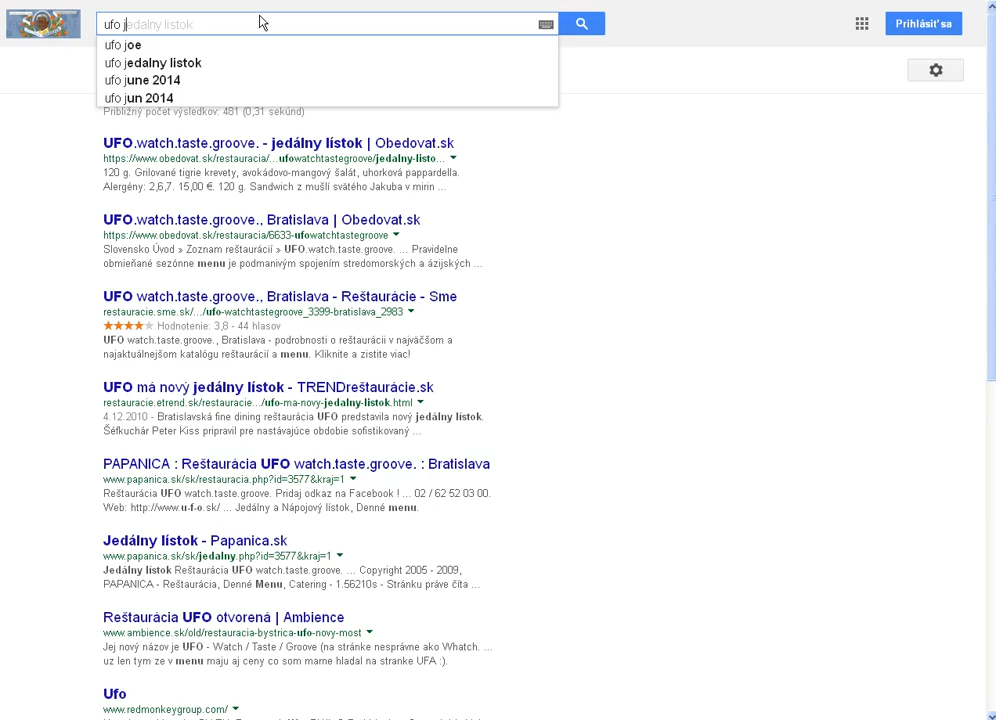 ufo jedalny listok
Prihlásiť sa
ufo joe
ufo jedalny listok
ufo june 2014
ufo jun 2014
Približný počet výsledkov: 481 (0,31 sekúnd)
UFO.watch.taste.groove. - jedálny lístok | Obedovat.sk
https://www.obedovat.sk/restauracia/...ufowatchtastegroove/jedalny-listo...
120 g. Grilované tigrie krevety, avokádovo-mangový šalát, uhorková pappardella.
Alergény: 2,6,7. 15,00 €. 120 g. Sandwich z mušlí svätého Jakuba v mirin ...
UFO.watch.taste.groove., Bratislava | Obedovat.sk
https://www.obedovat.sk/restauracia/6633-ufowatchtastegroove
Slovensko Úvod » Zoznam reštaurácií » UFO.watch.taste.groove. ... Pravidelne
obmieňané sezónne menu je podmanivým spojením stredomorských a ázijských ...
UFO watch.taste.groove., Bratislava - Reštaurácie - Sme
restauracie.sme.sk/.../ufo-watchtastegroove_3399-bratislava_2983
Hodnotenie: 3,8 - 44 hlasov
UFO watch.taste.groove., Bratislava - podrobnosti o reštaurácii v najväčšom a
najaktuálnejšom katalógu reštaurácií a menu. Kliknite a zistite viac!
UFO má nový jedálny lístok - TRENDreštaurácie.sk
restauracie.etrend.sk/restauracie.../ufo-ma-novy-jedalny-listok.html
4.12.2010 - Bratislavská fine dining reštaurácia UFO predstavila nový jedálny lístok.
Šéfkuchár Peter Kiss pripravil pre nastávajúce obdobie sofistikovaný ...
PAPANICA : Reštaurácia UFO watch.taste.groove. : Bratislava
www.papanica.sk/sk/restauracia.php?id=3577&kraj=1
Reštaurácia UFO watch.taste.groove. Pridaj odkaz na Facebook ! ... 02 / 62 52 03 00.
Web: http://www.u-f-o.sk/ ... Jedálny a Nápojový lístok, Denné menu.
Jedálny lístok - Papanica.sk
www.papanica.sk/sk/jedalny.php?id=3577&kraj=1
Jedálny lístok Reštaurácia UFO watch.taste.groove. ... Copyright 2005 - 2009,
PAPANICA - Reštaurácia, Denné Menu, Catering - 1.56210s - Stránku práve číta ...
Reštaurácia UFO otvorená | Ambience
www.ambience.sk/old/restauracia-bystrica-ufo-novy-most
Jej nový názov je UFO - Watch / Taste / Groove (na stránke nesprávne ako Whatch. ...
uz len tym ze v menu maju aj ceny co som marne hladal na stranke UFA :).
Ufo
www.redmonkeygroup.com/